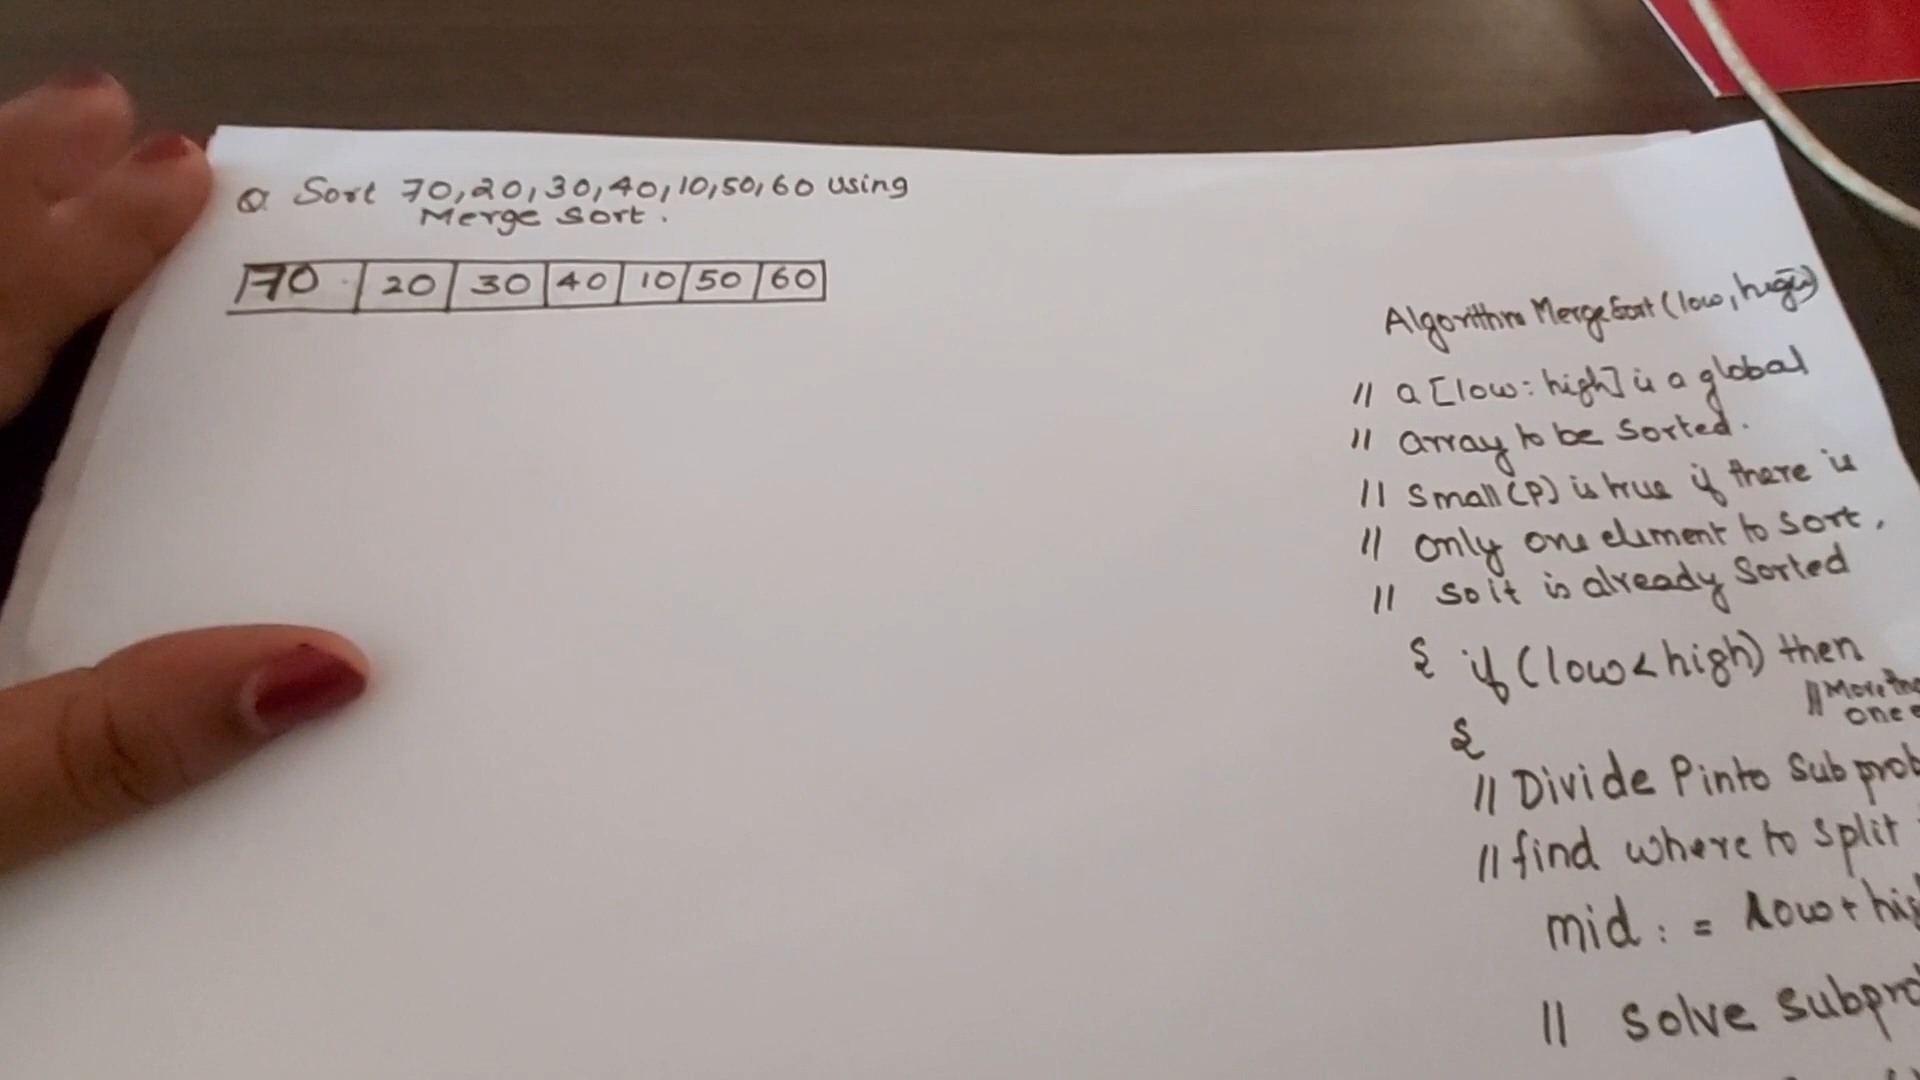 Q Sort 70,20,30,40,10,50,60 using
Merge Sort.
70 20 30 40 10 50 60
Algorithm MergeSort (low, high)
// a [low: high] is a global
// array to be sorted.
// Small (P) is true if there is
// only one element to sort,
// so it is already Sorted
{ if (low < high) then
// More
one
{
// Divide P into Sub
// find where to split
mid : = low +
// Solve